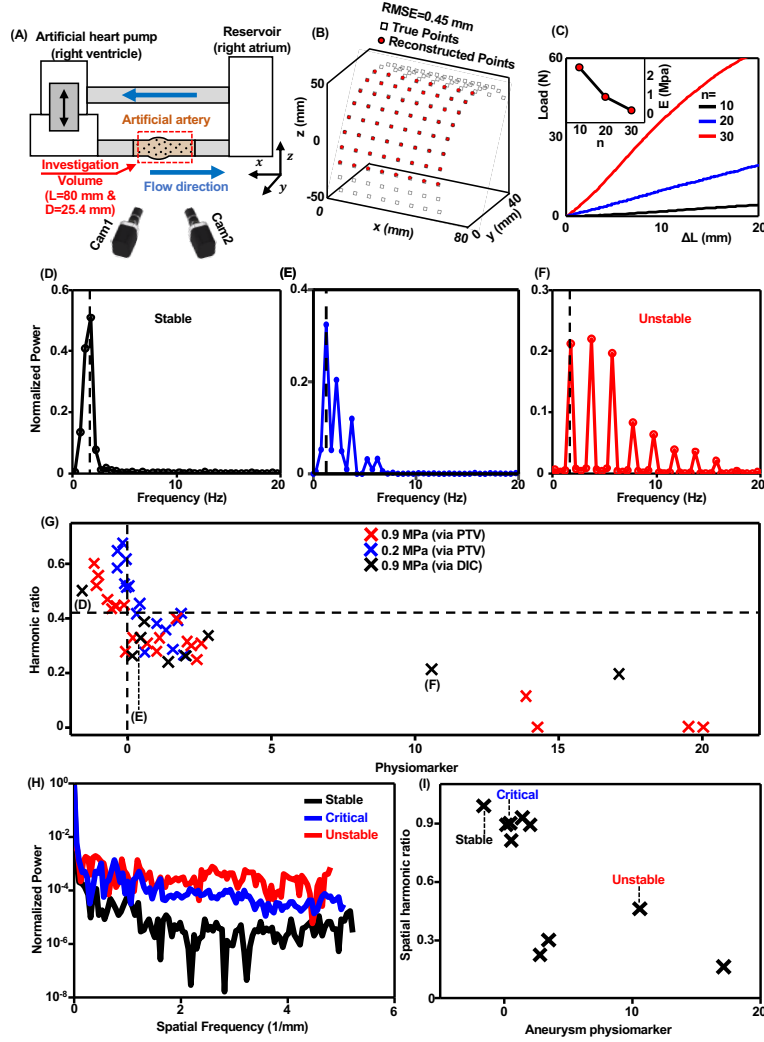 (A)
Artificial heart pump
(right ventricle)
Reservoir
(right atrium)
Artificial artery
Investigation
Volume
(L=80 mm &
D=25.4 mm)
Flow direction
x
z
y
Cam1
Cam2
(B)
RMSE=0.45 mm
True Points
Reconstructed Points
z (mm)
50
0
-50
0
x (mm)
80
0
y (mm)
40
(C)
Load (N)
60
30
0
0
10
20
ΔL (mm)
E (Mpa)
2
1
0
10 20 30
n
n=
10
20
30
(D)
Stable
Normalized Power
0.6
0.4
0.2
0
0 10 20
Frequency (Hz)
(E)
0.4
0.2
0
0 10 20
Frequency (Hz)
(F)
Unstable
0.3
0.2
0.1
0
0 10 20
Frequency (Hz)
(G)
0.9 MPa (via PTV)
0.2 MPa (via PTV)
0.9 MPa (via DIC)
Harmonic ratio
0.6
0.4
0.2
0
(D)
(E)
(F)
0 5 10 15 20
Physiomarker
(H)
Stable
Critical
Unstable
Normalized Power
10⁰
10⁻²
10⁻⁴
10⁻⁶
10⁻⁸
0 2 4 6
Spatial Frequency (1/mm)
(I)
Critical
Stable
Unstable
Spatial harmonic ratio
0.9
0.6
0.3
0
0 10 20
Aneurysm physiomarker